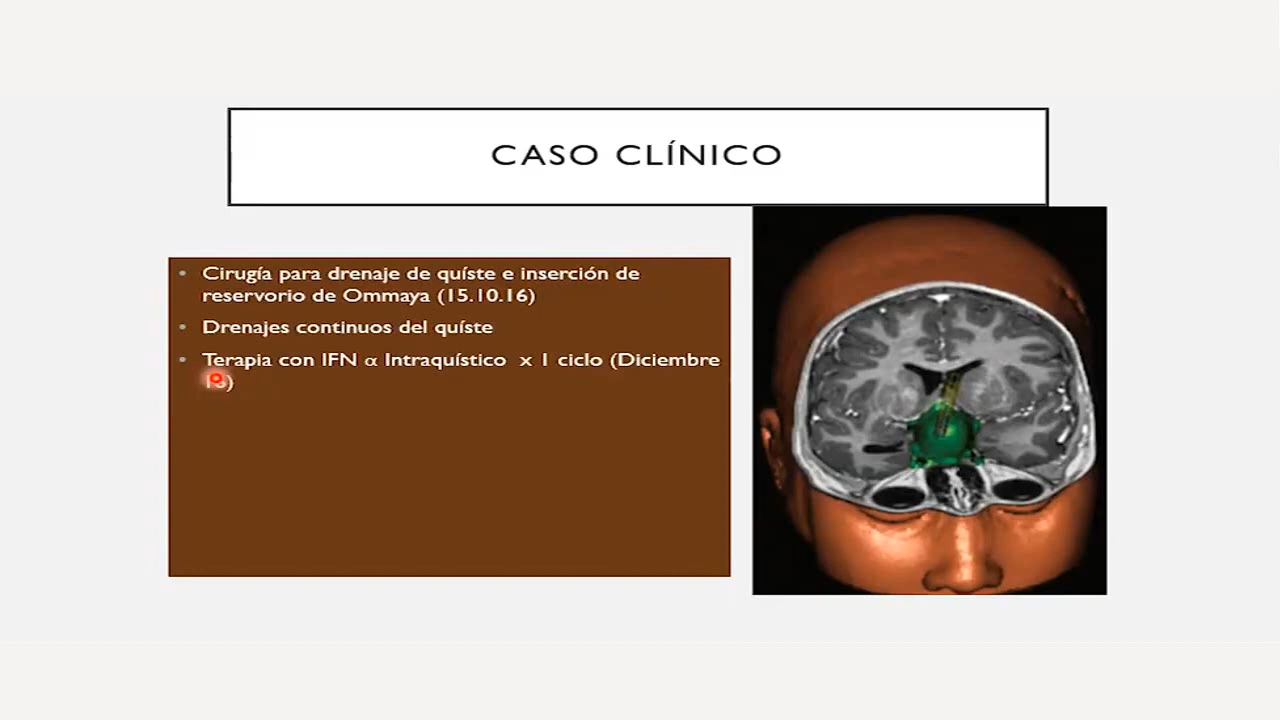 CASO CLÍNICO
• Cirugía para drenaje de quíste e inserción de
reservorio de Ommaya (15.10.16)
• Drenajes continuos del quíste
• Terapia con IFN α Intraquístico x 1 ciclo (Diciembre